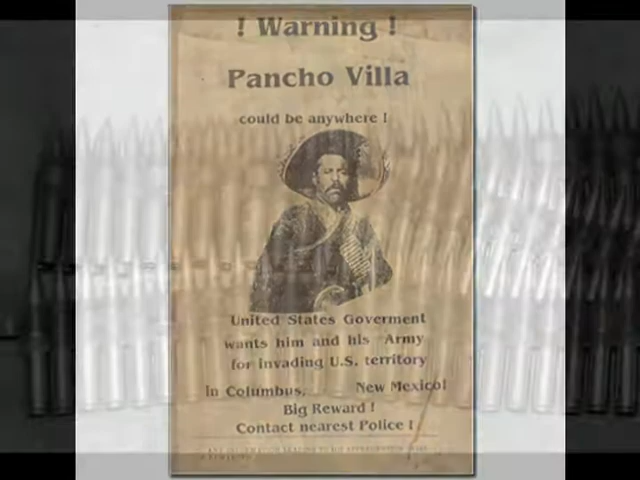 ! Warning !
Pancho Villa
could be anywhere !
United States Goverment
wants him and his Army
for invading U.S. territory
In Columbus, New Mexico!
Big Reward !
Contact nearest Police !